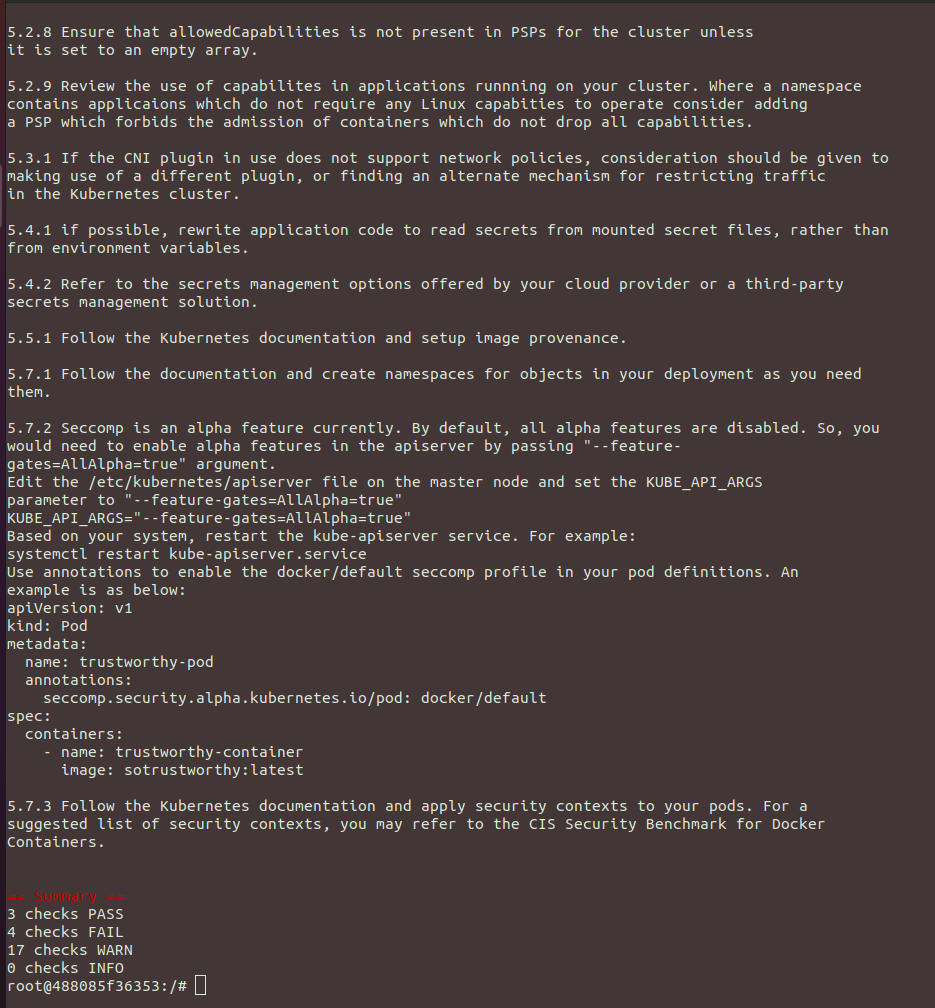 5.2.8 Ensure that allowedCapabilities is not present in PSPs for the cluster unless
it is set to an empty array.
5.2.9 Review the use of capabilites in applications runnning on your cluster. Where a namespace
contains applicaions which do not require any Linux capabities to operate consider adding
a PSP which forbids the admission of containers which do not drop all capabilities.
5.3.1 If the CNI plugin in use does not support network policies, consideration should be given to
making use of a different plugin, or finding an alternate mechanism for restricting traffic
in the Kubernetes cluster.
5.4.1 if possible, rewrite application code to read secrets from mounted secret files, rather than
from environment variables.
5.4.2 Refer to the secrets management options offered by your cloud provider or a third-party
secrets management solution.
5.5.1 Follow the Kubernetes documentation and setup image provenance.
5.7.1 Follow the documentation and create namespaces for objects in your deployment as you need
them.
5.7.2 Seccomp is an alpha feature currently. By default, all alpha features are disabled. So, you
would need to enable alpha features in the apiserver by passing "--feature-
gates=AllAlpha=true" argument.
Edit the /etc/kubernetes/apiserver file on the master node and set the KUBE_API_ARGS
parameter to "--feature-gates=AllAlpha=true"
KUBE_API_ARGS="--feature-gates=AllAlpha=true"
Based on your system, restart the kube-apiserver service. For example:
systemctl restart kube-apiserver.service
Use annotations to enable the docker/default seccomp profile in your pod definitions. An
example is as below:
apiVersion: v1
kind: Pod
metadata:
  name: trustworthy-pod
  annotations:
    seccomp.security.alpha.kubernetes.io/pod: docker/default
spec:
  containers:
    - name: trustworthy-container
      image: sotrustworthy:latest
5.7.3 Follow the Kubernetes documentation and apply security contexts to your pods. For a
suggested list of security contexts, you may refer to the CIS Security Benchmark for Docker
Containers.
== Summary ==
3 checks PASS
4 checks FAIL
17 checks WARN
0 checks INFO
root@488085f36353:/#